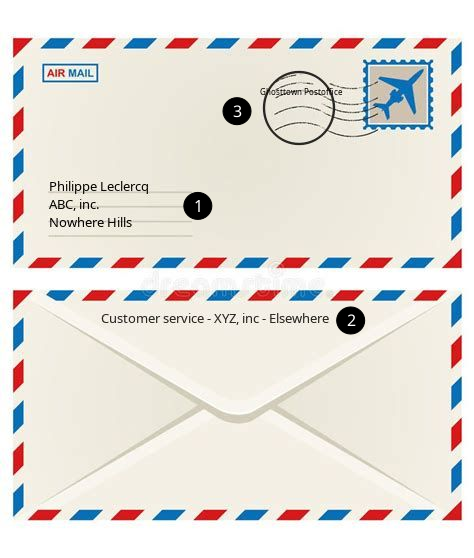 AIR MAIL
Ghosttown Postoffice
3
Philippe Leclercq
ABC, inc.
1
Nowhere Hills
Customer service - XYZ, inc - Elsewhere
2